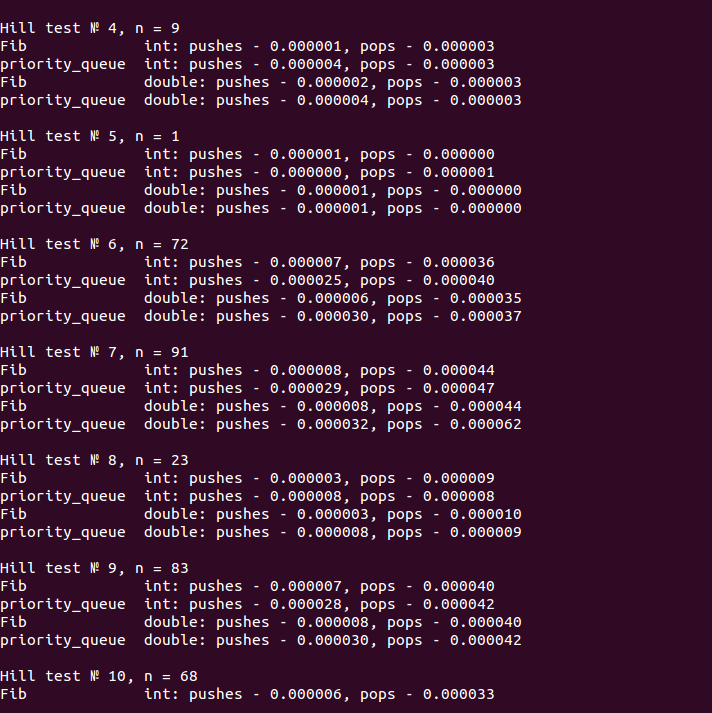 Hill test № 4, n = 9
Fib             int: pushes - 0.000001, pops - 0.000003
priority_queue  int: pushes - 0.000004, pops - 0.000003
Fib             double: pushes - 0.000002, pops - 0.000003
priority_queue  double: pushes - 0.000004, pops - 0.000003
Hill test № 5, n = 1
Fib             int: pushes - 0.000001, pops - 0.000000
priority_queue  int: pushes - 0.000000, pops - 0.000001
Fib             double: pushes - 0.000001, pops - 0.000000
priority_queue  double: pushes - 0.000001, pops - 0.000000
Hill test № 6, n = 72
Fib             int: pushes - 0.000007, pops - 0.000036
priority_queue  int: pushes - 0.000025, pops - 0.000040
Fib             double: pushes - 0.000006, pops - 0.000035
priority_queue  double: pushes - 0.000030, pops - 0.000037
Hill test № 7, n = 91
Fib             int: pushes - 0.000008, pops - 0.000044
priority_queue  int: pushes - 0.000029, pops - 0.000047
Fib             double: pushes - 0.000008, pops - 0.000044
priority_queue  double: pushes - 0.000032, pops - 0.000062
Hill test № 8, n = 23
Fib             int: pushes - 0.000003, pops - 0.000009
priority_queue  int: pushes - 0.000008, pops - 0.000008
Fib             double: pushes - 0.000003, pops - 0.000010
priority_queue  double: pushes - 0.000008, pops - 0.000009
Hill test № 9, n = 83
Fib             int: pushes - 0.000007, pops - 0.000040
priority_queue  int: pushes - 0.000028, pops - 0.000042
Fib             double: pushes - 0.000008, pops - 0.000040
priority_queue  double: pushes - 0.000030, pops - 0.000042
Hill test № 10, n = 68
Fib             int: pushes - 0.000006, pops - 0.000033